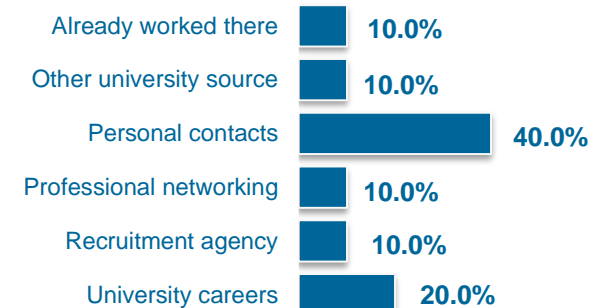 Already worked there 10.0%
Other university source 10.0%
Personal contacts 40.0%
Professional networking 10.0%
Recruitment agency 10.0%
University careers 20.0%